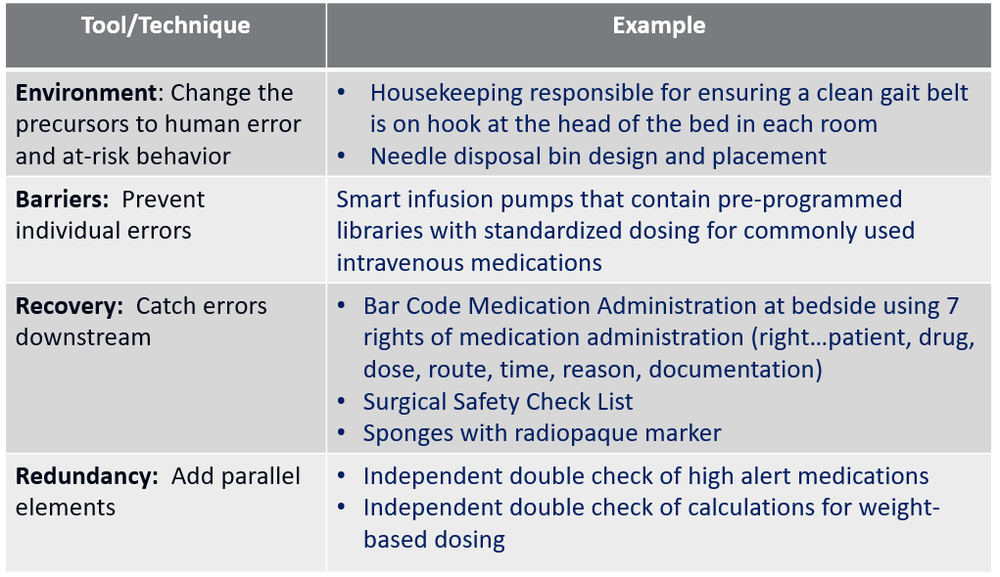 Tool/Technique
Example
Environment: Change the
precursors to human error
and at-risk behavior
• Housekeeping responsible for ensuring a clean gait belt
is on hook at the head of the bed in each room
• Needle disposal bin design and placement
Barriers: Prevent
individual errors
Smart infusion pumps that contain pre-programmed
libraries with standardized dosing for commonly used
intravenous medications
Recovery: Catch errors
downstream
• Bar Code Medication Administration at bedside using 7
rights of medication administration (right…patient, drug,
dose, route, time, reason, documentation)
• Surgical Safety Check List
• Sponges with radiopaque marker
Redundancy: Add parallel
elements
• Independent double check of high alert medications
• Independent double check of calculations for weight-
based dosing